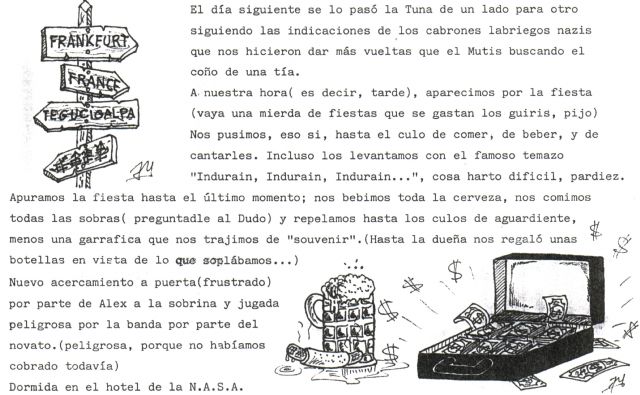 FRANKFURT
FRANCE
TEGUCIGALPA
El día siguiente se lo pasó la Tuna de un lado para otro
siguiendo las indicaciones de los cabrones labriegos nazis
que nos hicieron dar más vueltas que el Mutis buscando el
coño de una tía.
A nuestra hora( es decir, tarde), aparecimos por la fiesta
(vaya una mierda de fiestas que se gastan los guiris, pijo)
Nos pusimos, eso si, hasta el culo de comer, de beber, y de
cantarles. Incluso los levantamos con el famoso temazo
"Indurain, Indurain, Indurain...", cosa harto dificil, pardiez.
Apuramos la fiesta hasta el último momento; nos bebimos toda la cerveza, nos comimos
todas las sobras( preguntadle al Dudo) y repelamos hasta los culos de aguardiente,
menos una garrafica que nos trajimos de "souvenir".(Hasta la dueña nos regaló unas
botellas en vista de lo que soplábamos...)
Nuevo acercamiento a puerta(frustrado)
por parte de Alex a la sobrina y jugada
peligrosa por la banda por parte del
novato.(peligrosa, porque no habíamos
cobrado todavía)
Dormida en el hotel de la N.A.S.A.
$
$
$
$
$
$